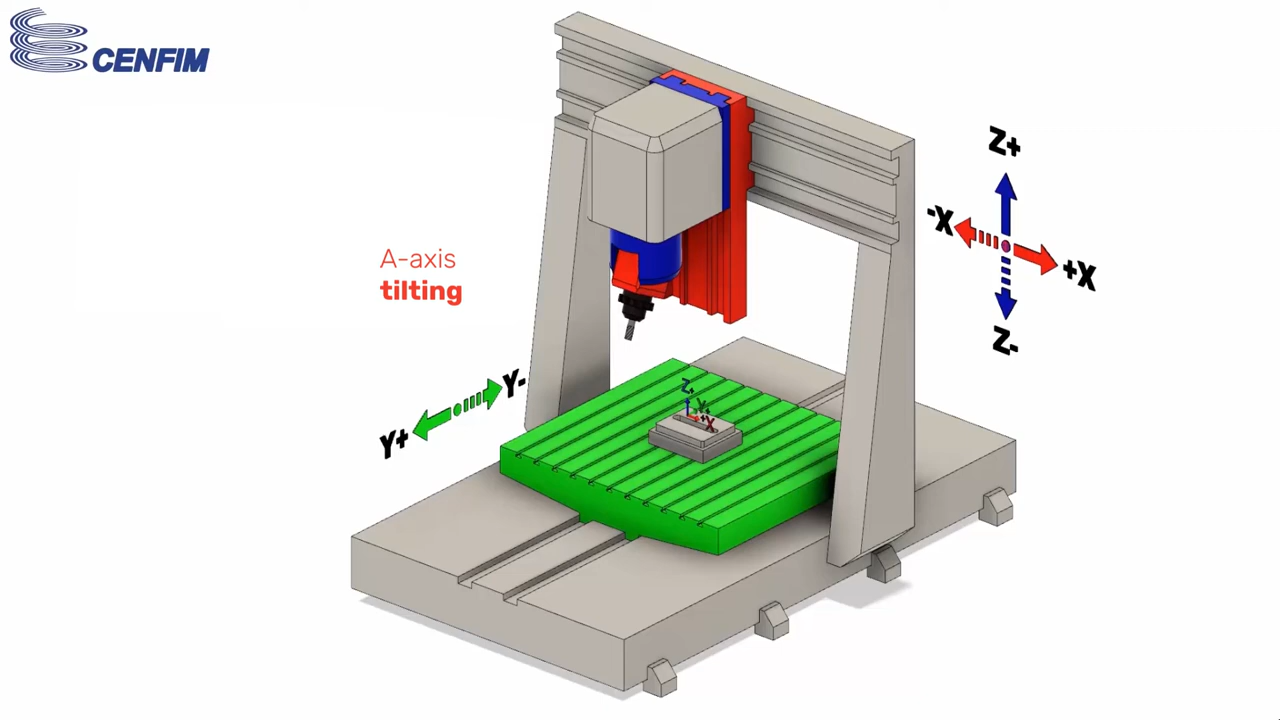 CENFIM
Z+
-X
+X
Z-
A-axis
tilting
Y-
Y+
Z+
Y+
+X